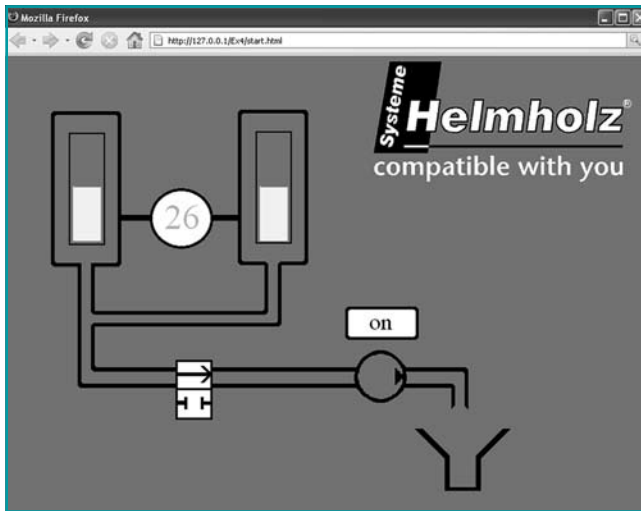 Mozilla Firefox
http://127.0.0.1/Ex4/start.html
Systeme
Helmholz®
compatible with you
26
on